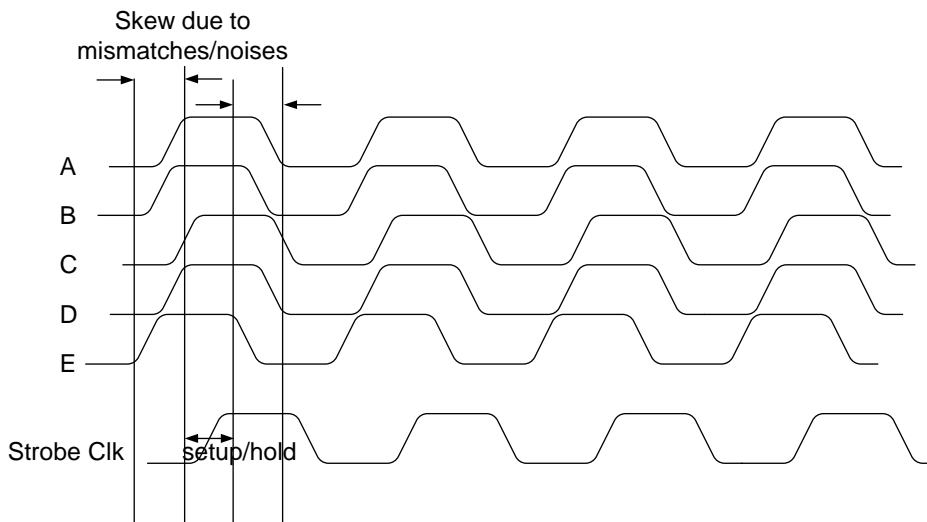 Skew due to
mismatches/noises
A
B
C
D
E
Strobe Clk
setup/hold